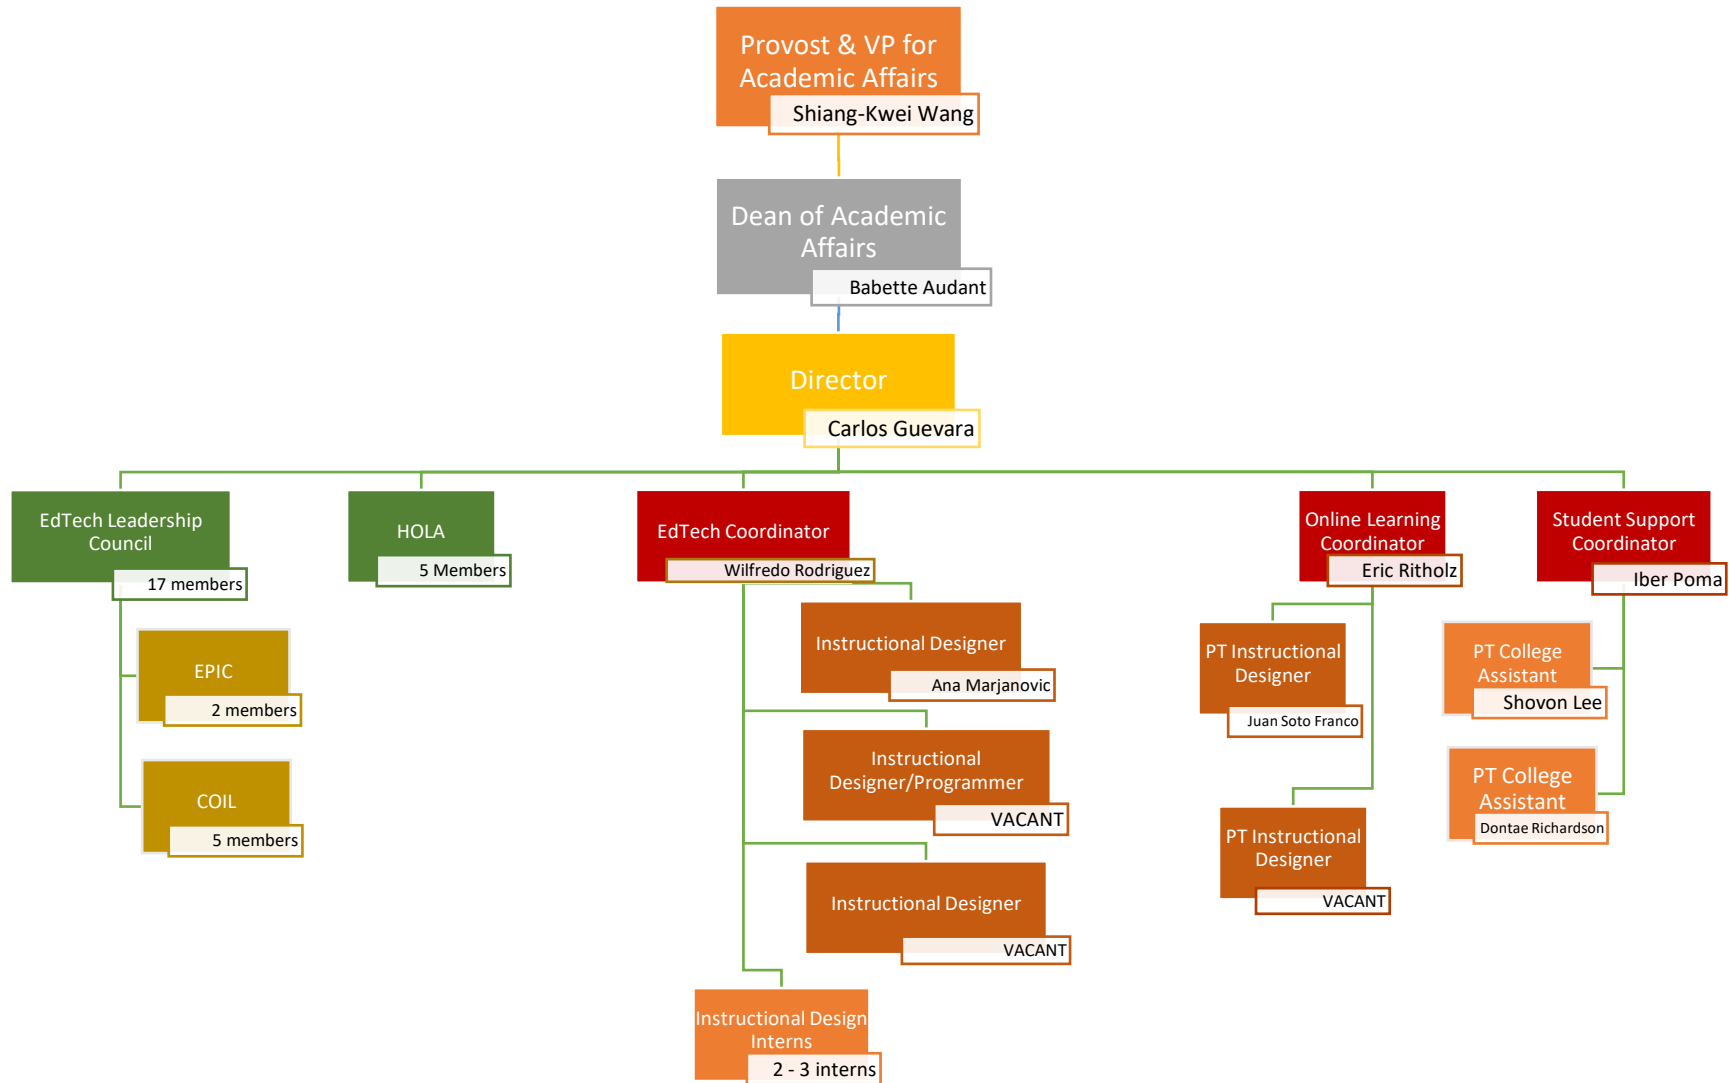 Provost & VP for
Academic Affairs
Shiang-Kwei Wang
Dean of Academic
Affairs
Babette Audant
Director
Carlos Guevara
EdTech Leadership
Council
17 members
HOLA
5 Members
EdTech Coordinator
Wilfredo Rodriguez
Online Learning
Coordinator
Eric Ritholz
Student Support
Coordinator
Iber Poma
EPIC
2 members
COIL
5 members
Instructional Designer
Ana Marjanovic
Instructional
Designer/Programmer
VACANT
Instructional Designer
VACANT
Instructional Design
Interns
2 - 3 interns
PT Instructional
Designer
Juan Soto Franco
PT Instructional
Designer
VACANT
PT College
Assistant
Shovon Lee
PT College
Assistant
Dontae Richardson